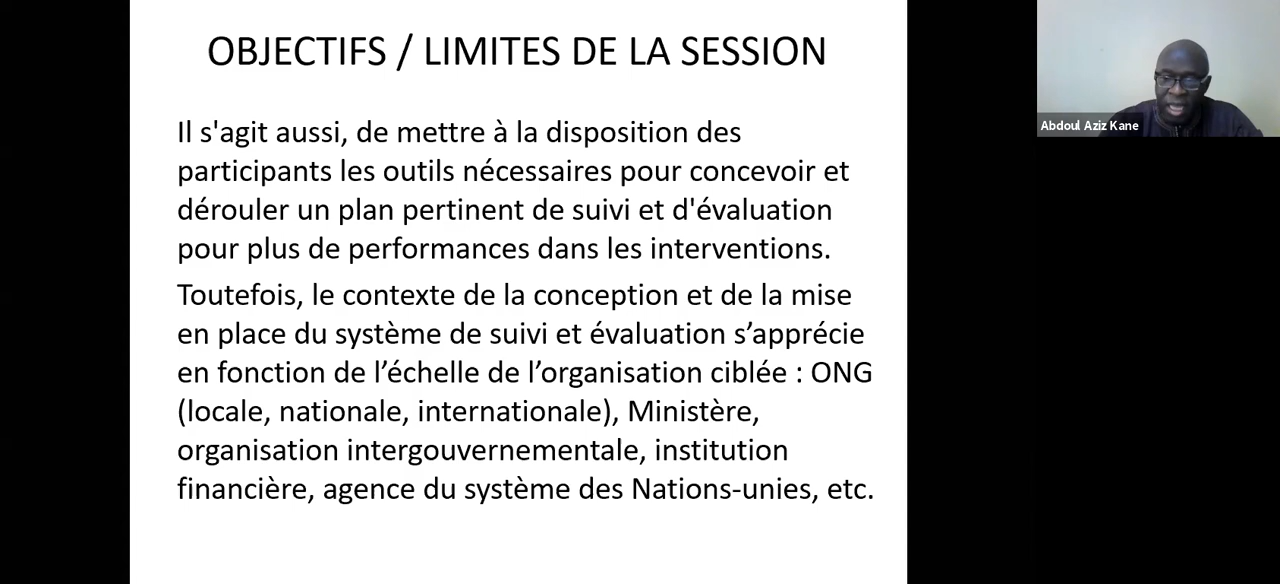 OBJECTIFS / LIMITES DE LA SESSION
Il s'agit aussi, de mettre à la disposition des
participants les outils nécessaires pour concevoir et
dérouler un plan pertinent de suivi et d'évaluation
pour plus de performances dans les interventions.
Toutefois, le contexte de la conception et de la mise
en place du système de suivi et évaluation s’apprécie
en fonction de l’échelle de l’organisation ciblée : ONG
(locale, nationale, internationale), Ministère,
organisation intergouvernementale, institution
financière, agence du système des Nations-unies, etc.
Abdoul Aziz Kane